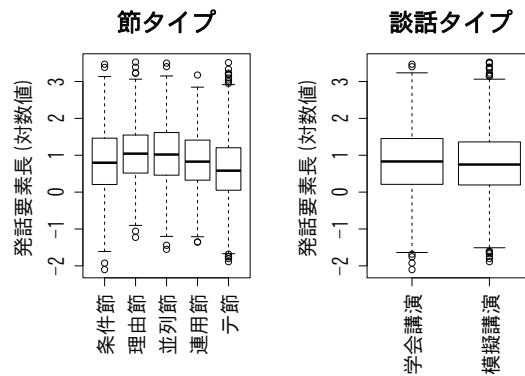 節タイプ
発話要素長 (対数値)
3
2
1
0
−1
−2
条件節
理由節
並列節
連用節
テ節
談話タイプ
発話要素長 (対数値)
3
2
1
0
−1
−2
学会講演
模擬講演